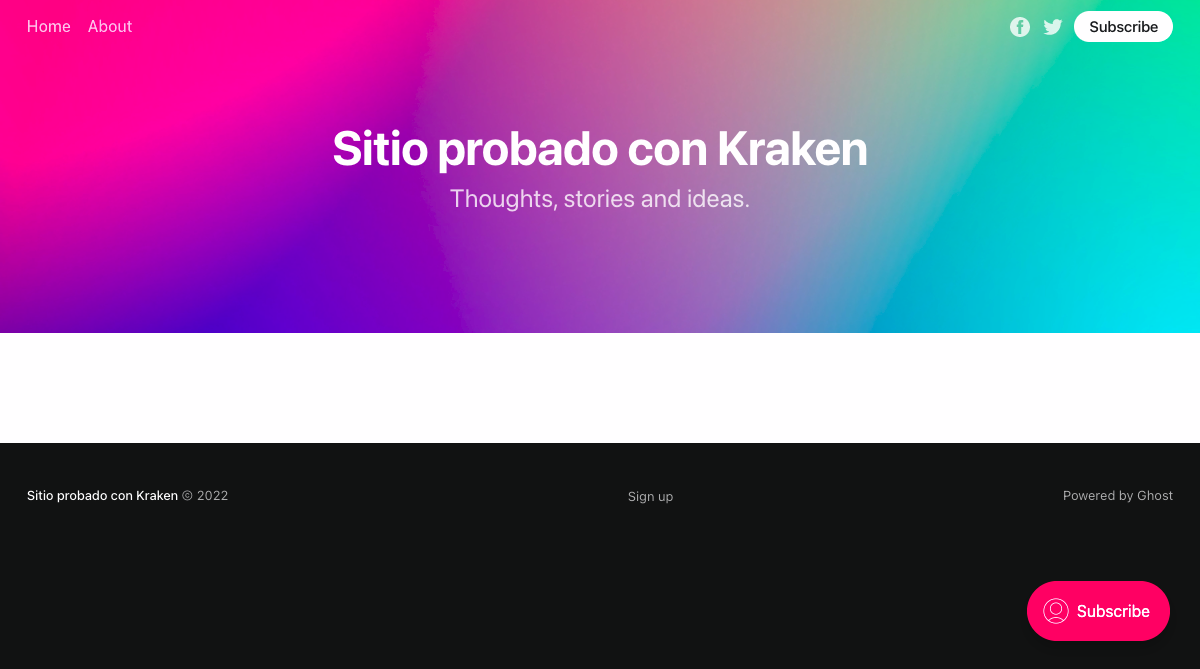 Home About Subscribe
Sitio probado con Kraken
Thoughts, stories and ideas.
Sitio probado con Kraken © 2022 Sign up Powered by Ghost
Subscribe